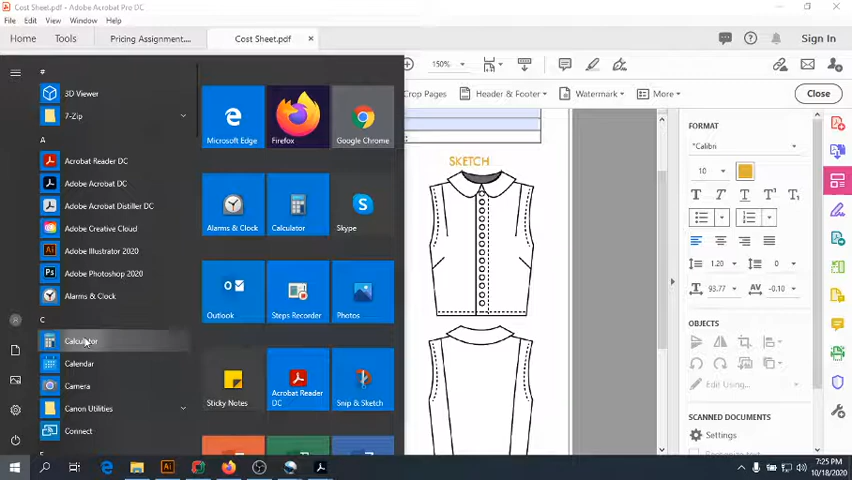 Cost Sheet.pdf - Adobe Acrobat Pro DC
File Edit View Window Help
Home Tools Pricing Assignment... Cost Sheet.pdf × Sign In
150%
Crop Pages Header & Footer Watermark More Close
#
3D Viewer
7-Zip
A
Acrobat Reader DC
Adobe Acrobat DC
Adobe Acrobat Distiller DC
Adobe Creative Cloud
Adobe Illustrator 2020
Adobe Photoshop 2020
Alarms & Clock
C
Calculator
Calendar
Camera
Canon Utilities
Connect
Microsoft Edge Firefox Google Chrome
Alarms & Clock Calculator Skype
Outlook Steps Recorder Photos
Sticky Notes Acrobat Reader DC Snip & Sketch
SKETCH
FORMAT
*Calibri
10
T T T T¹ T₁
1.20 0
93.77 AV -0.10
OBJECTS
Edit Using...
SCANNED DOCUMENTS
Settings
7:25 PM
10/18/2020